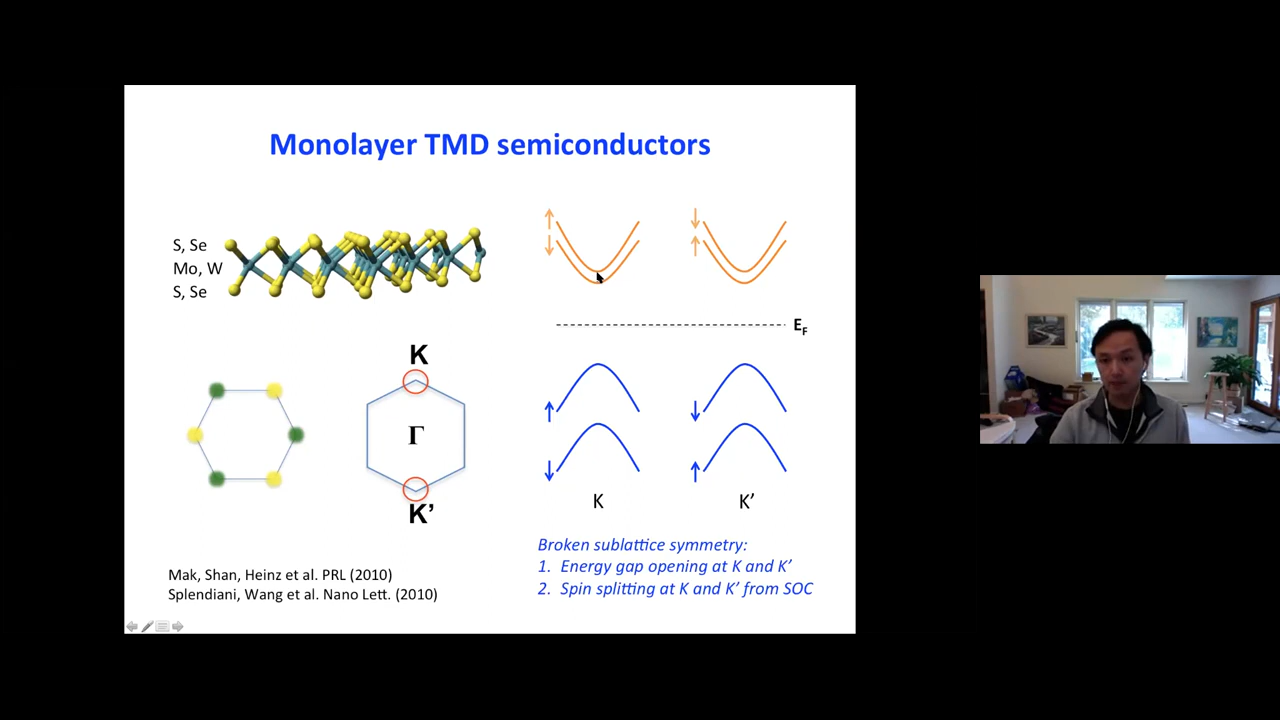 Monolayer TMD semiconductors
S, Se
Mo, W
S, Se
E_F
K
Γ
K'
K
K’
Broken sublattice symmetry:
1. Energy gap opening at K and K’
2. Spin splitting at K and K’ from SOC
Mak, Shan, Heinz et al. PRL (2010)
Splendiani, Wang et al. Nano Lett. (2010)